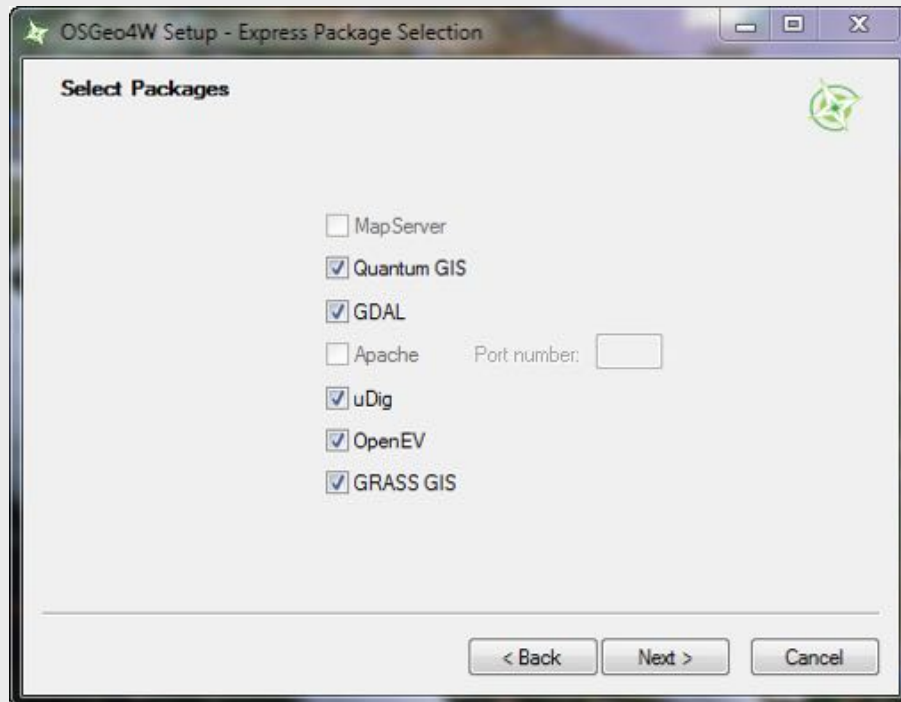 OSGeo4W Setup - Express Package Selection
Select Packages
MapServer
Quantum GIS
GDAL
Apache Port number:
uDig
OpenEV
GRASS GIS
< Back Next > Cancel